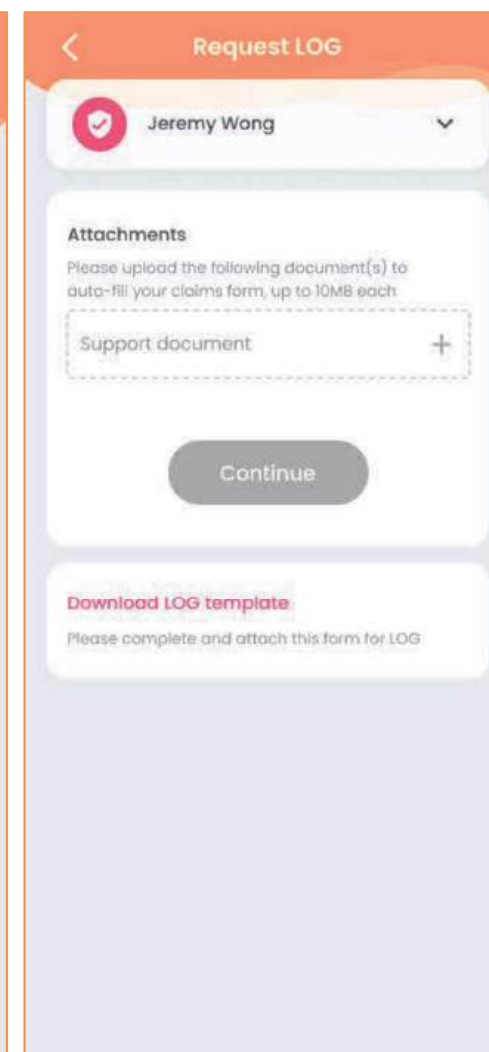 Request LOG
Jeremy Wong
Attachments
Please upload the following document(s) to
auto-fill your claims form, up to 10MB each
Support document
Continue
Download LOG template
Please complete and attach this form for LOG